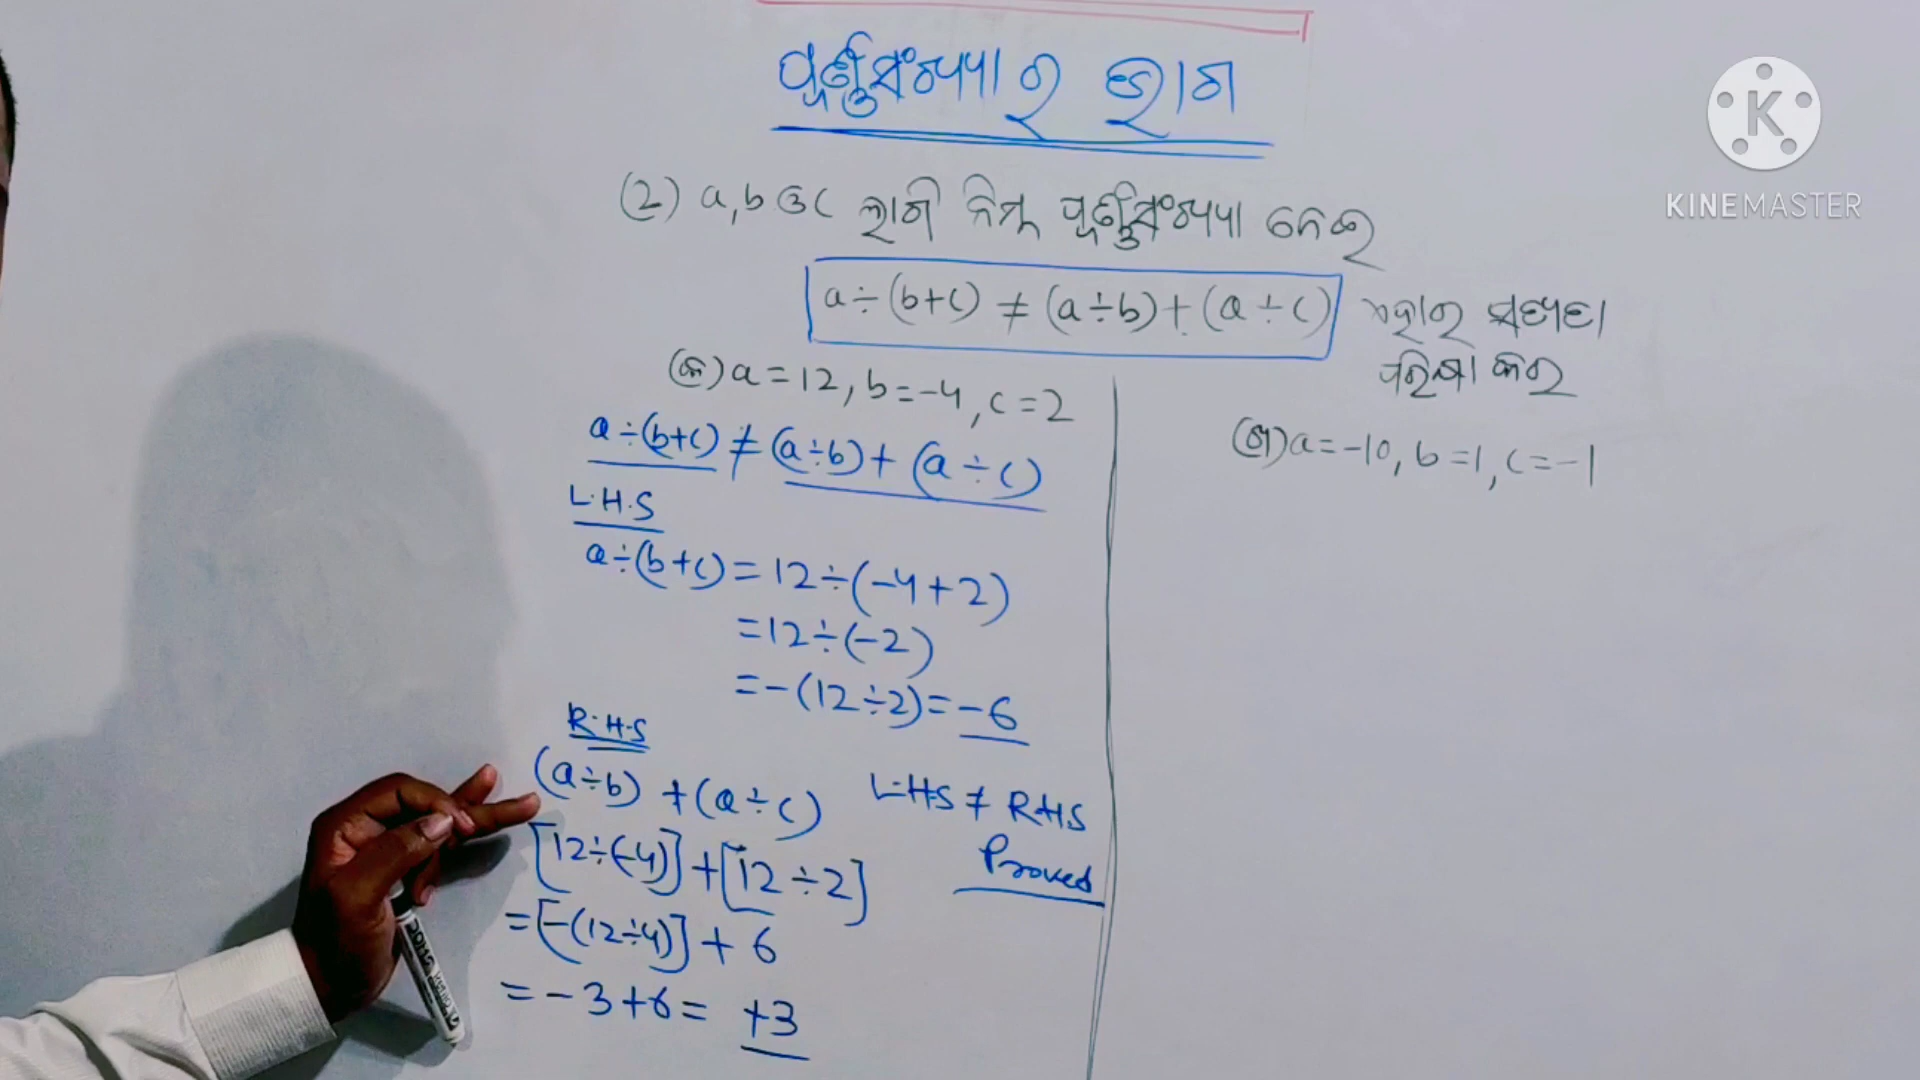 ପୂର୍ଣ୍ଣସଂଖ୍ୟାର ଭାଗ
(2) a, b ଓ c ଲାଗି ନିମ୍ନ ପୂର୍ଣ୍ଣସଂଖ୍ୟା ନେଇ
a÷(b+c) ≠ (a÷b)+(a÷c) ଏହାର ସତ୍ୟତା
ପରିକ୍ଷା କର
(କ) a=12, b=-4, c=2
a÷(b+c) ≠ (a÷b)+(a÷c)
L.H.S
a÷(b+c) = 12÷(-4+2)
=12÷(-2)
=-(12÷2)=-6
R.H.S
(a÷b)+(a÷c)
[12÷(-4)]+[12÷2]
=[-(12÷4)]+6
=-3+6= +3
L.H.S ≠ R.H.S
Proved
(ଖ) a=-10, b=1, c=-1
KINEMASTER